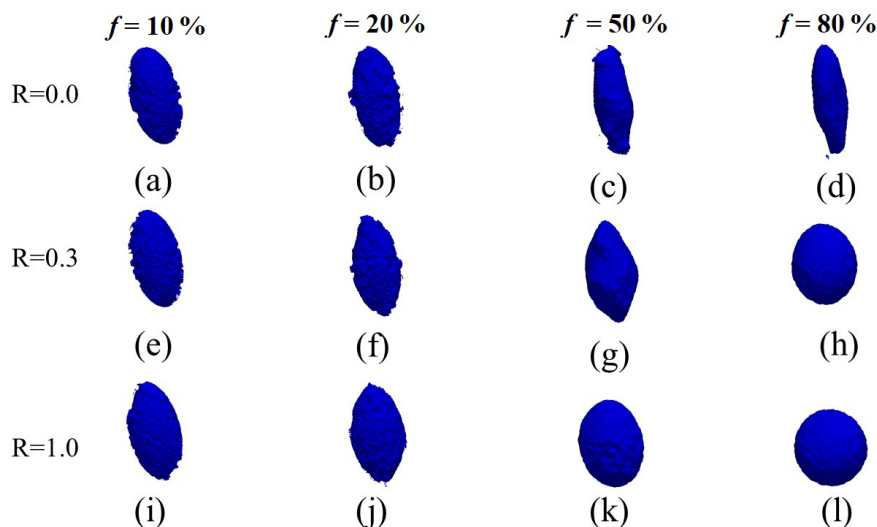 f = 10 % f = 20 % f = 50 % f = 80 %
R=0.0
(a) (b) (c) (d)
R=0.3
(e) (f) (g) (h)
R=1.0
(i) (j) (k) (l)